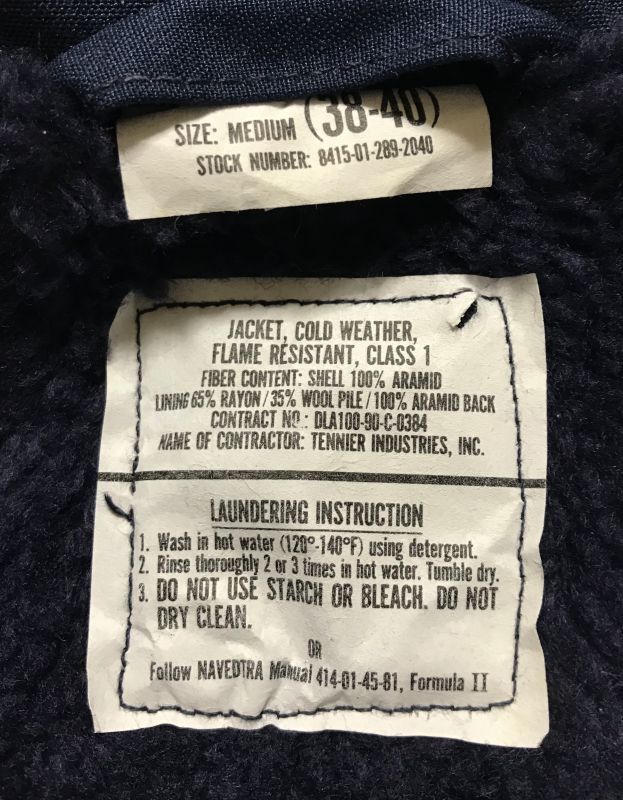 SIZE: MEDIUM (38-40)
STOCK NUMBER: 8415-01-289-2040
JACKET, COLD WEATHER,
FLAME RESISTANT, CLASS 1
FIBER CONTENT: SHELL 100% ARAMID
LINING 65% RAYON/35% WOOL PILE/100% ARAMID BACK
CONTRACT NO.: DLA100-90-C-0384
NAME OF CONTRACTOR: TENNIER INDUSTRIES, INC.
LAUNDERING INSTRUCTION
1. Wash in hot water (120°-140°F) using detergent.
2. Rinse thoroughly 2 or 3 times in hot water. Tumble dry.
3. DO NOT USE STARCH OR BLEACH. DO NOT
DRY CLEAN.
OR
Follow NAVEDTRA Manual 414-01-45-81, Formula II